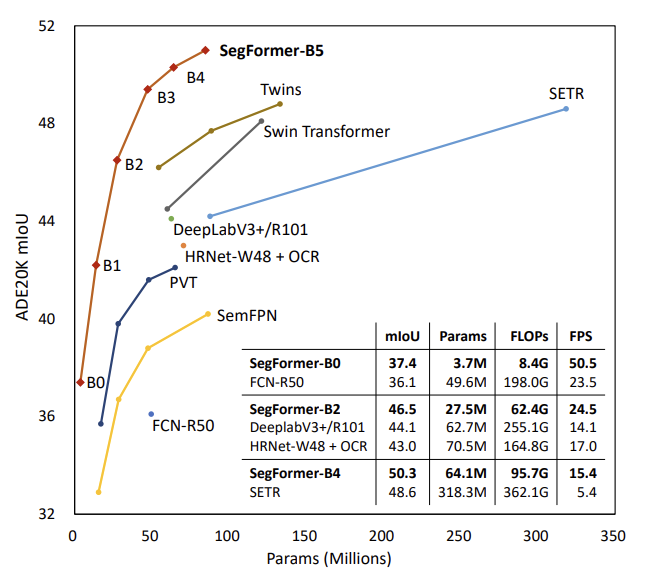 52
48
44
40
36
32
ADE20K mIoU
SegFormer-B5
B4
B3
B2
B1
B0
Twins
SETR
Swin Transformer
DeepLabV3+/R101
HRNet-W48 + OCR
PVT
SemFPN
FCN-R50
mIoU Params FLOPs FPS
SegFormer-B0 37.4 3.7M 8.4G 50.5
FCN-R50 36.1 49.6M 198.0G 23.5
SegFormer-B2 46.5 27.5M 62.4G 24.5
DeeplabV3+/R101 44.1 62.7M 255.1G 14.1
HRNet-W48 + OCR 43.0 70.5M 164.8G 17.0
SegFormer-B4 50.3 64.1M 95.7G 15.4
SETR 48.6 318.3M 362.1G 5.4
0 50 100 150 200 250 300 350
Params (Millions)